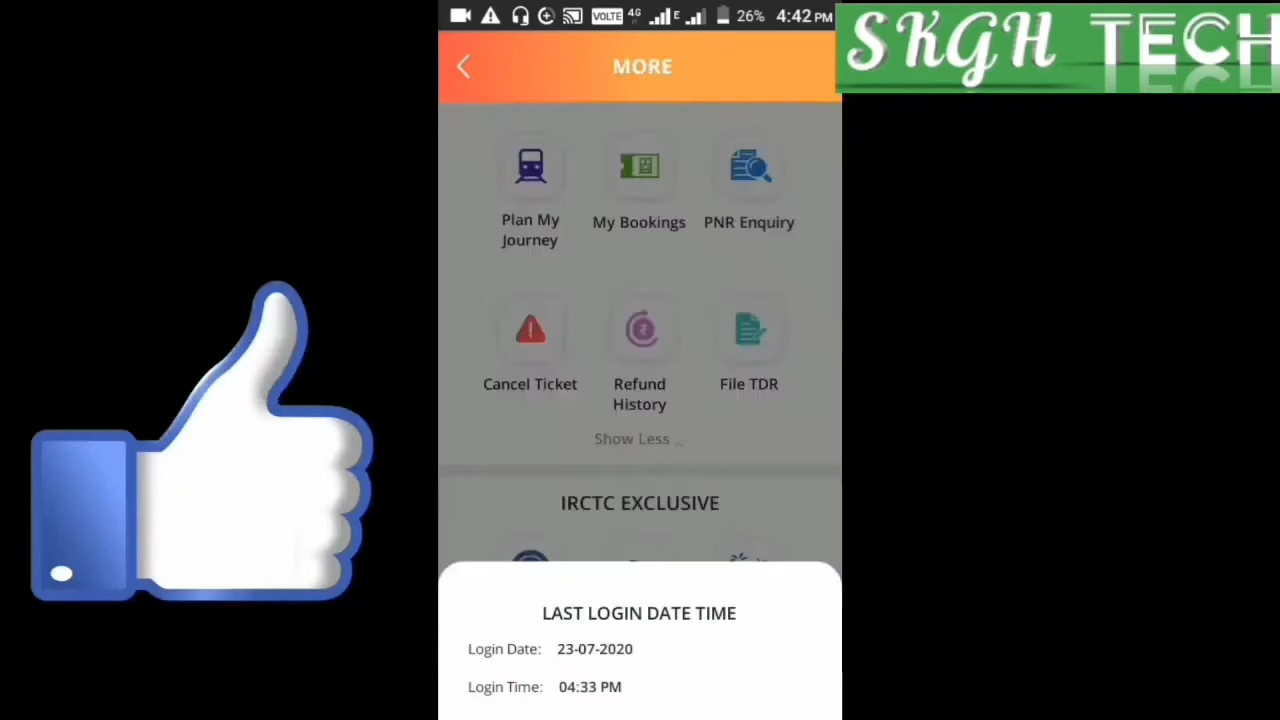 VOLTE 4G E 26% 4:42 PM
SKGH TECH
MORE
Plan My Journey
My Bookings
PNR Enquiry
Cancel Ticket
Refund History
File TDR
Show Less
IRCTC EXCLUSIVE
LAST LOGIN DATE TIME
Login Date: 23-07-2020
Login Time: 04:33 PM